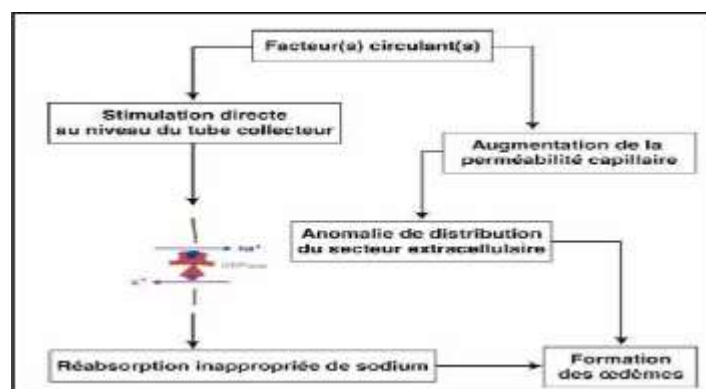 Facteur(a) circulant(a)
Stimulation directe
au niveau du tube collecteur
Augmentation de la
perméabilité capillaire
Anomalie de distribution
du secteur extracellulaire
Réabsorption inappropriée de sodium
Formation
des œdèmes